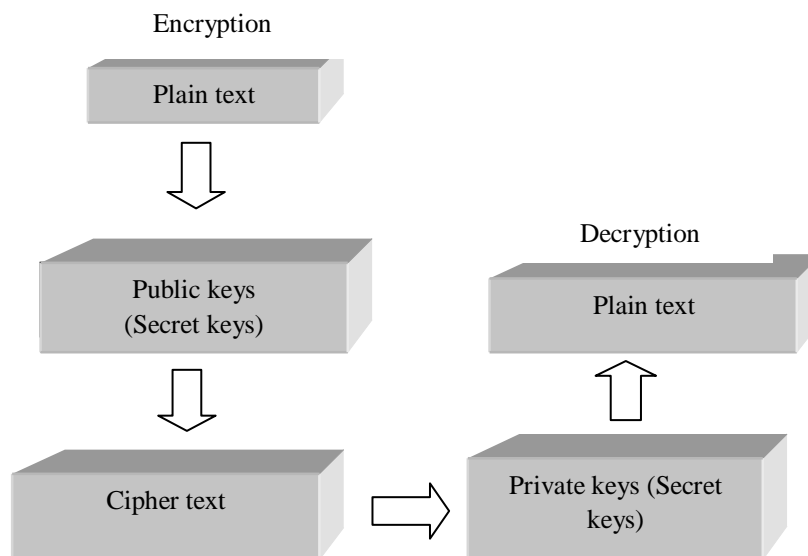 Encryption
Plain text
Public keys
(Secret keys)
Cipher text
Decryption
Plain text
Private keys (Secret
keys)